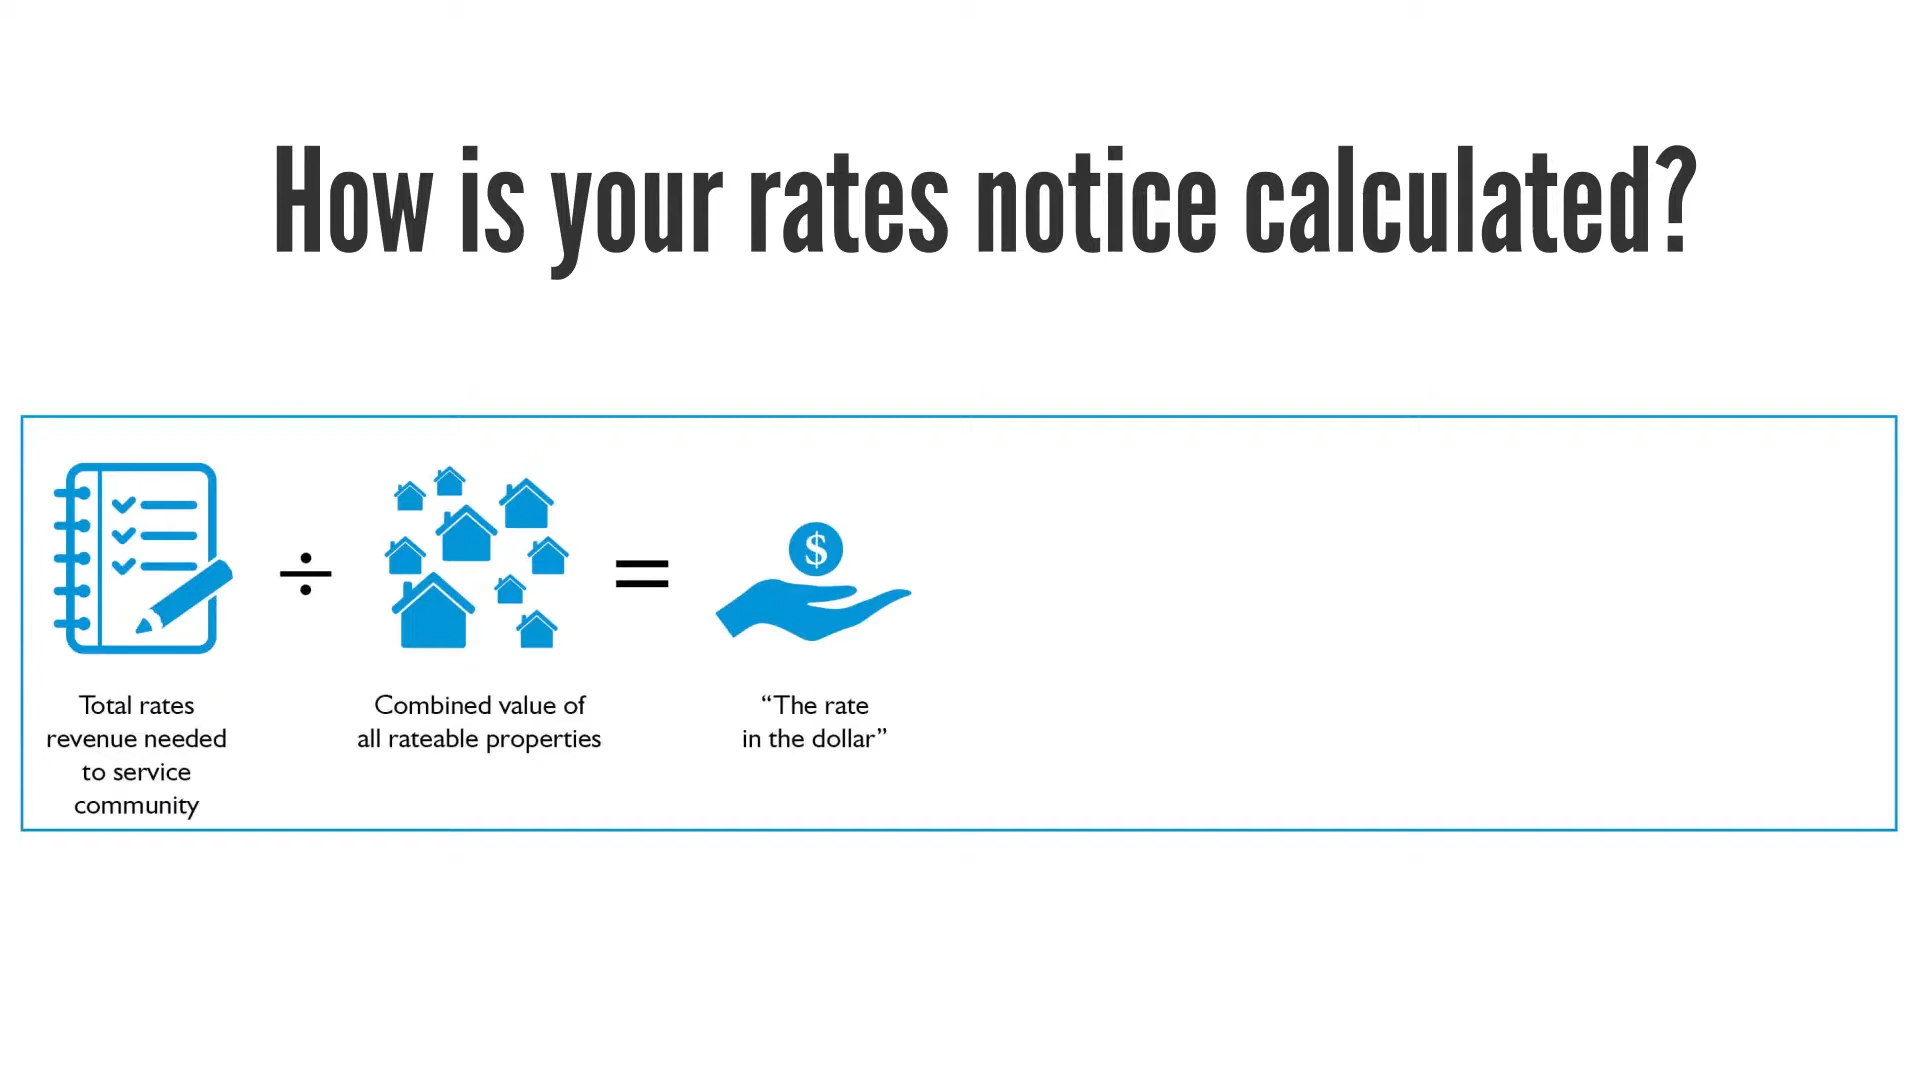 How is your rates notice calculated?
÷
=
$
Total rates
revenue needed
to service
community
Combined value of
all rateable properties
“The rate
in the dollar”